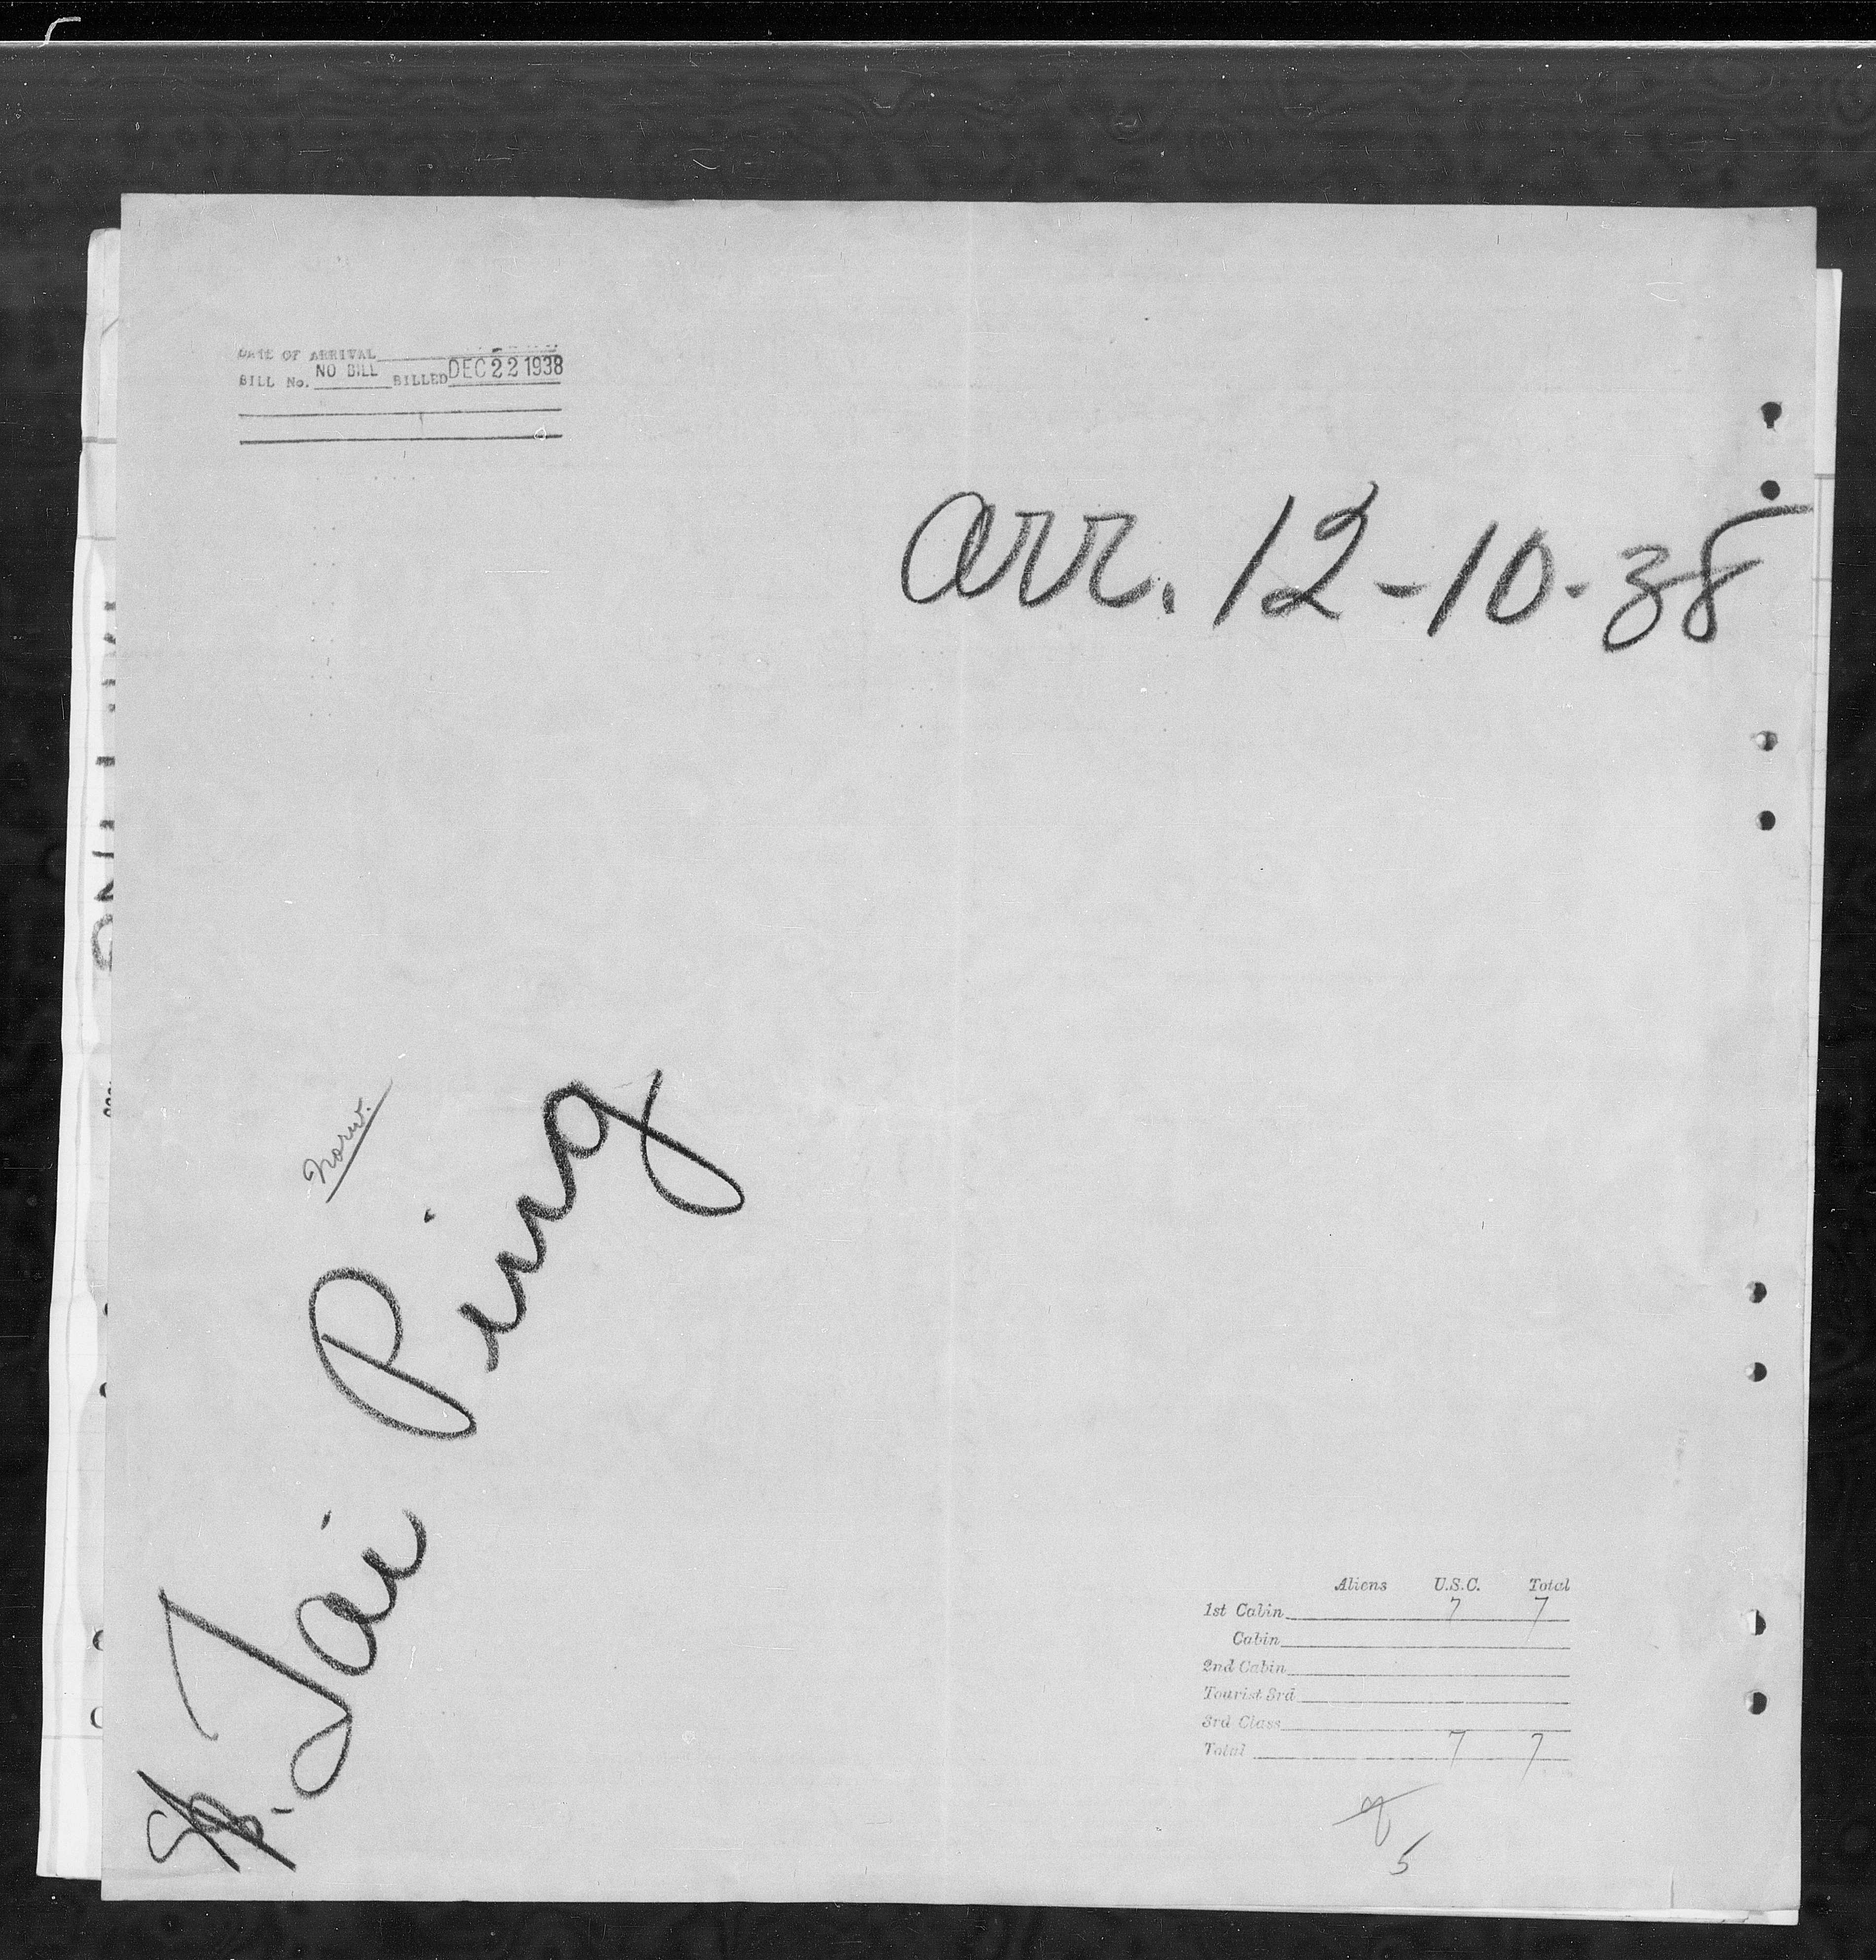 DATE OF ARRIVAL
BILL No. NO BILL BILLED DEC 22 1938
arr. 12-10-38
Norw.
Tai Ping
Aliens U.S.C. Total
1st Cabin 7 7
Cabin
2nd Cabin
Tourist 3rd
3rd Class
Total 7 7
5